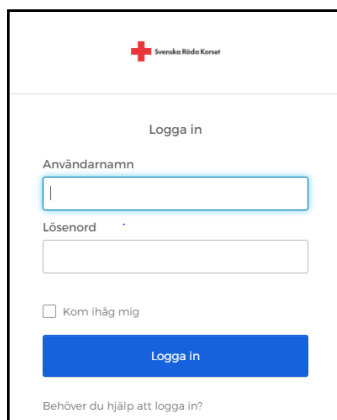 Svenska Röda Korset
Logga in
Användarnamn
Lösenord
Kom ihåg mig
Logga in
Behöver du hjälp att logga in?